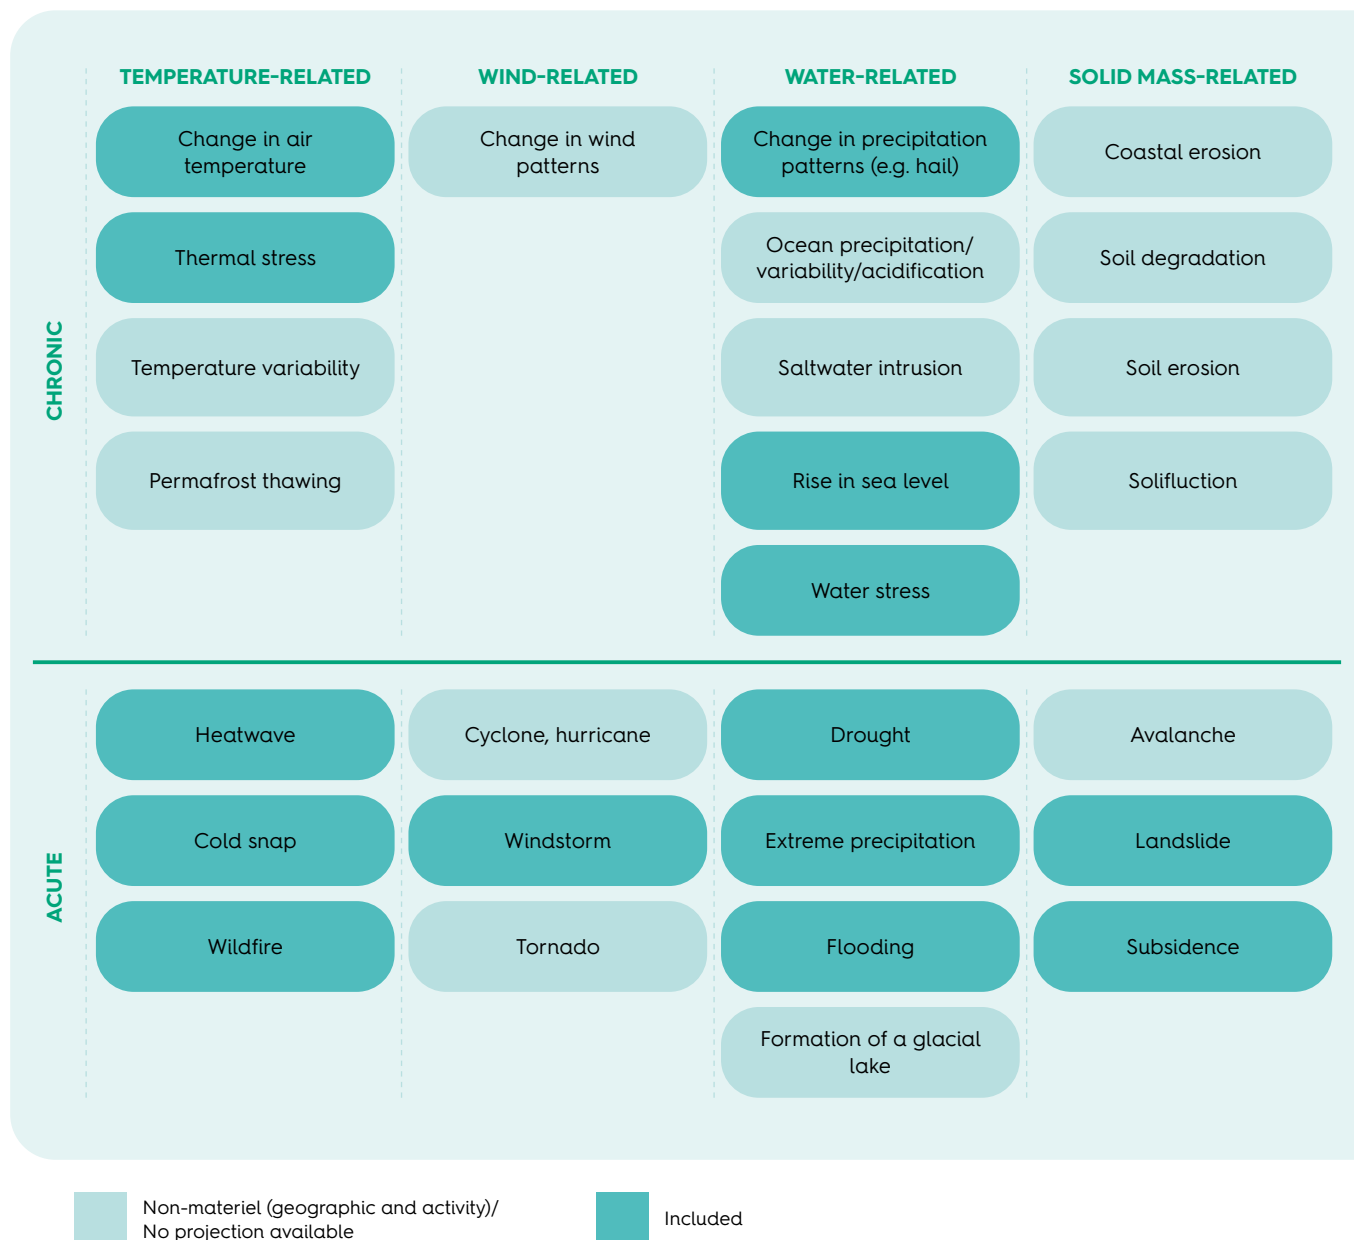 TEMPERATURE-RELATED
WIND-RELATED
WATER-RELATED
SOLID MASS-RELATED
CHRONIC
Change in air
temperature
Change in wind
patterns
Change in precipitation
patterns (e.g. hail)
Coastal erosion
Thermal stress
Ocean precipitation/
variability/acidification
Soil degradation
Temperature variability
Saltwater intrusion
Soil erosion
Permafrost thawing
Rise in sea level
Solifluction
Water stress
ACUTE
Heatwave
Cyclone, hurricane
Drought
Avalanche
Cold snap
Windstorm
Extreme precipitation
Landslide
Wildfire
Tornado
Flooding
Subsidence
Formation of a glacial
lake
Non-materiel (geographic and activity)/
No projection available
Included